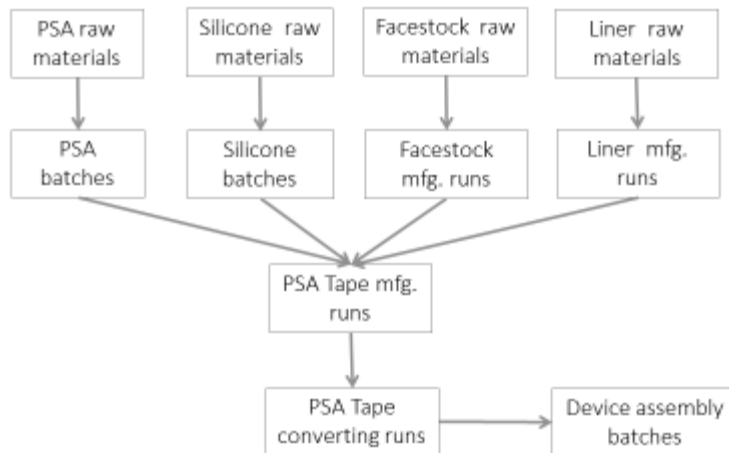 PSA raw
materials
Silicone raw
materials
Facestock raw
materials
Liner raw
materials
PSA
batches
Silicone
batches
Facestock
mfg. runs
Liner mfg.
runs
PSA Tape mfg.
runs
PSA Tape
converting runs
Device assembly
batches